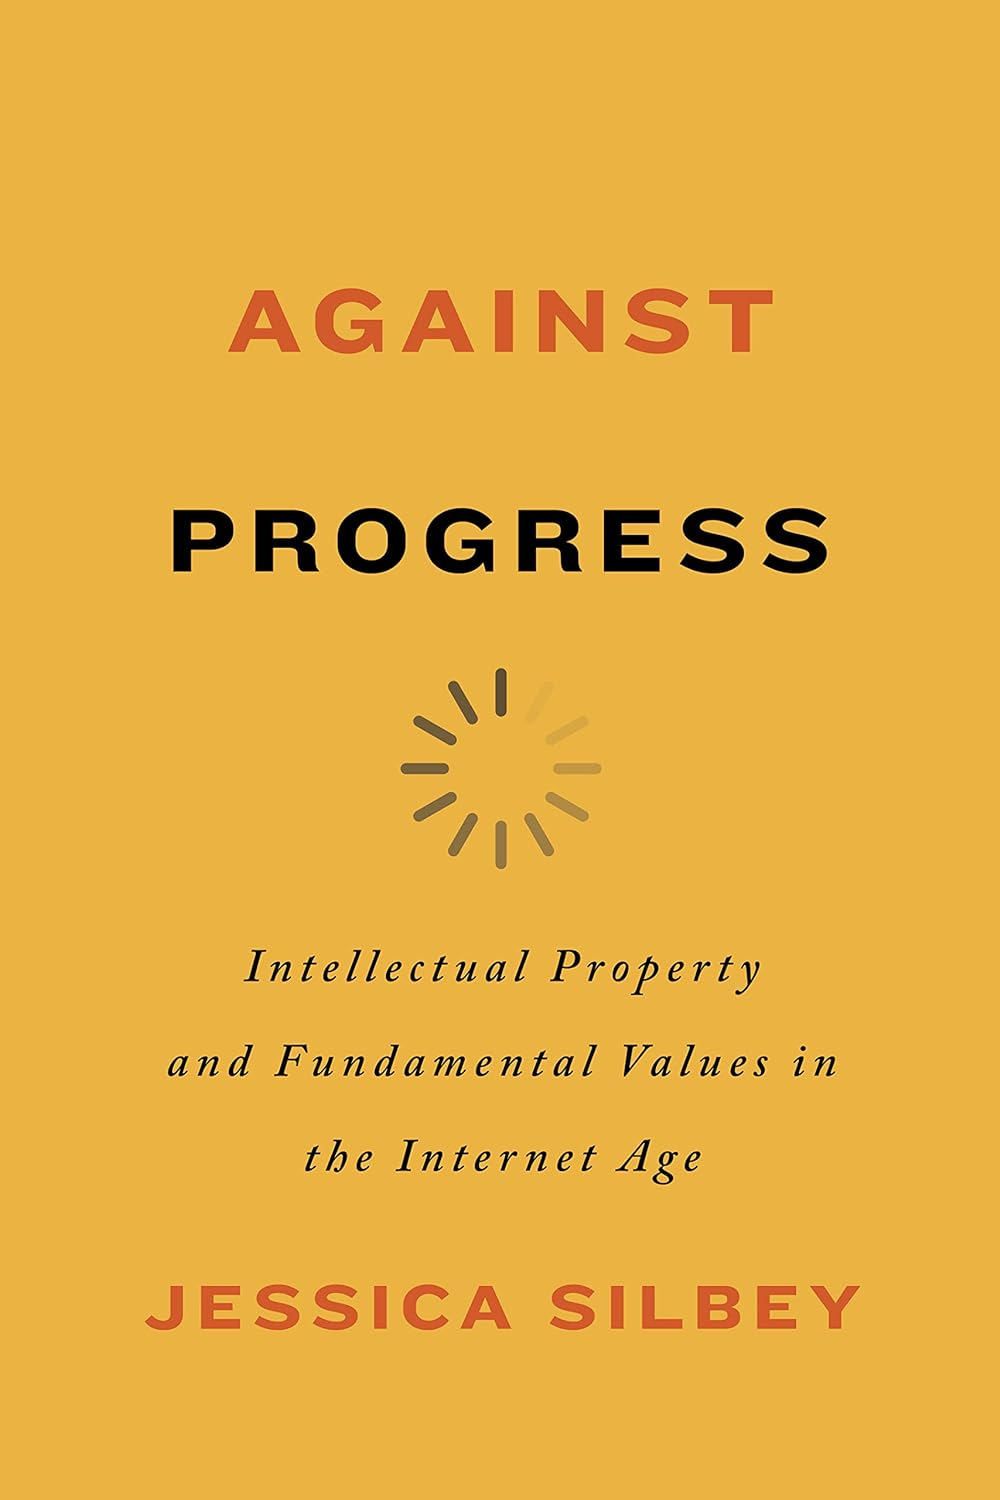 AGAINST
PROGRESS
Intellectual Property
and Fundamental Values in
the Internet Age
JESSICA SILBEY